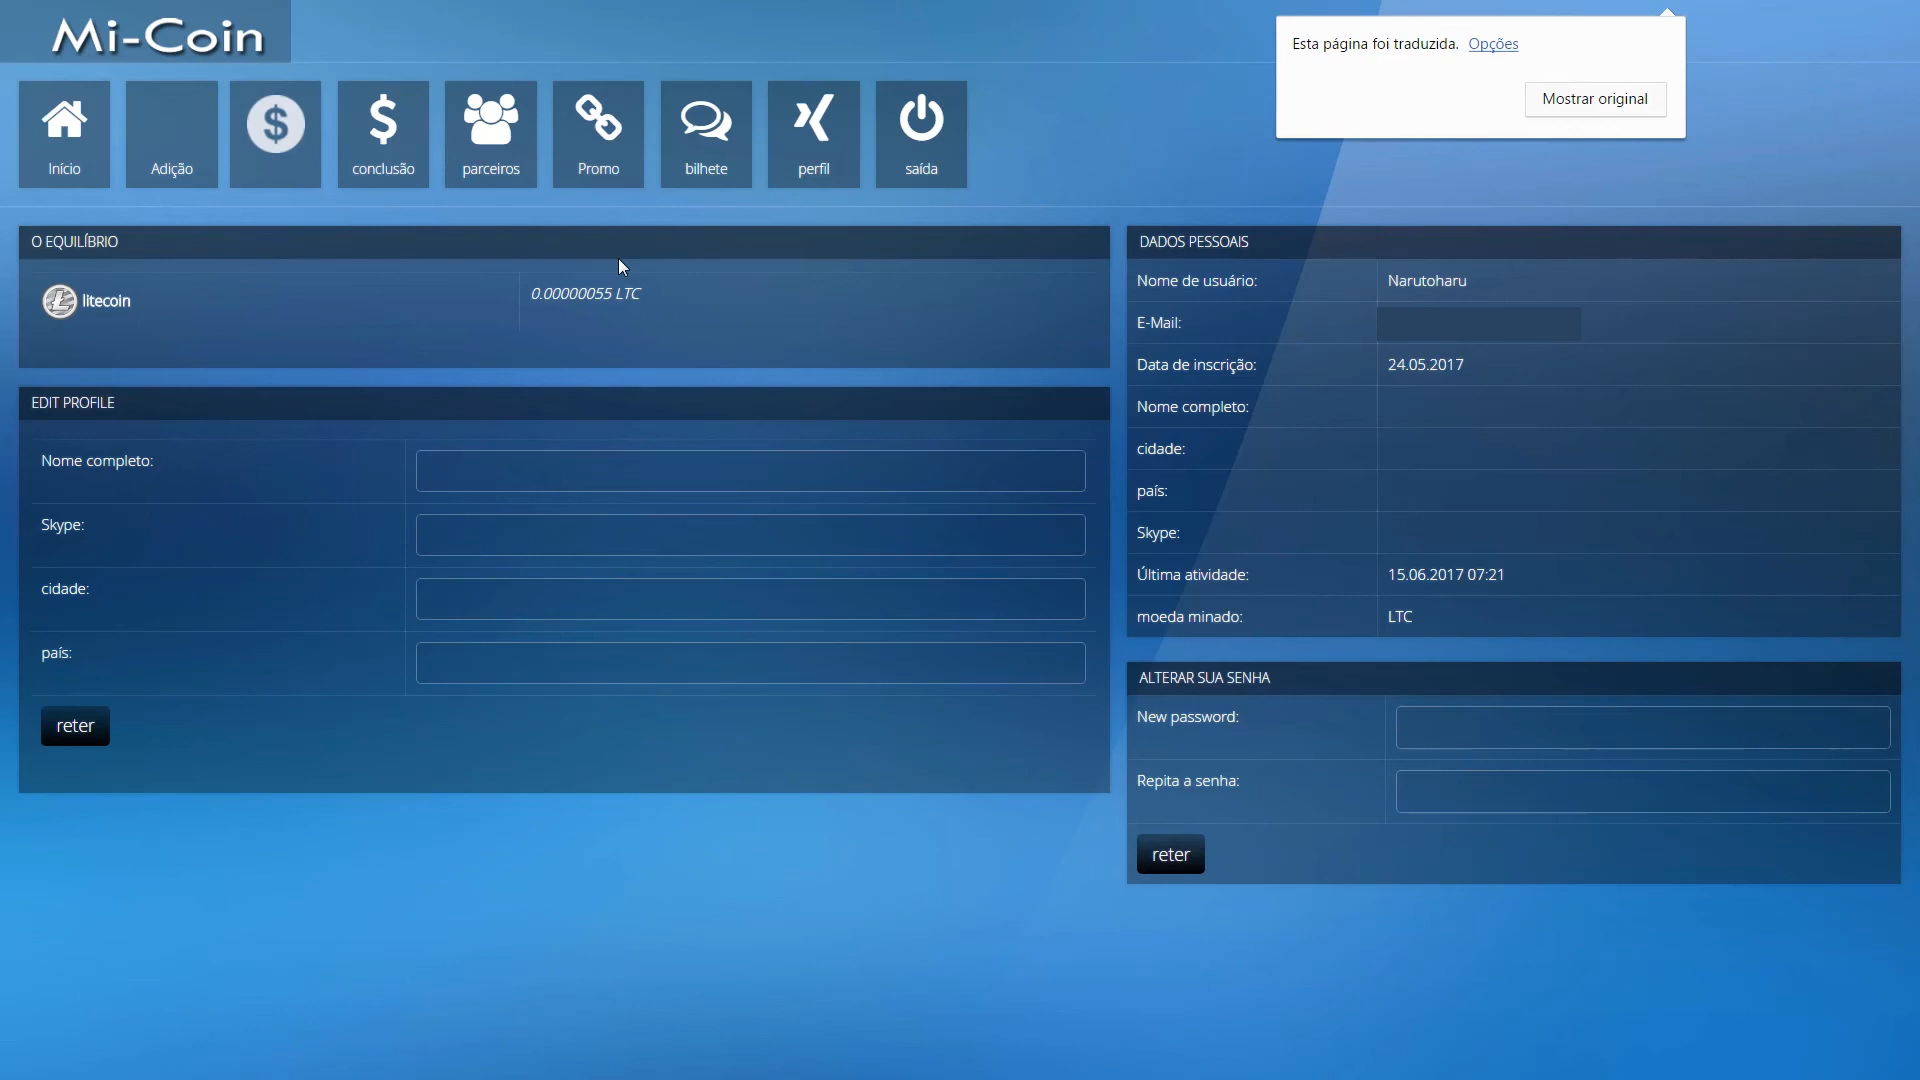 Mi-Coin
Esta página foi traduzida. Opções
Mostrar original
Início
Adição
conclusão
parceiros
Promo
bilhete
perfil
saída
O EQUILÍBRIO
litecoin
0.00000055 LTC
EDIT PROFILE
Nome completo:
Skype:
cidade:
país:
reter
DADOS PESSOAIS
Nome de usuário: Narutoharu
E-Mail:
Data de inscrição: 24.05.2017
Nome completo:
cidade:
país:
Skype:
Última atividade: 15.06.2017 07:21
moeda minado: LTC
ALTERAR SUA SENHA
New password:
Repita a senha:
reter